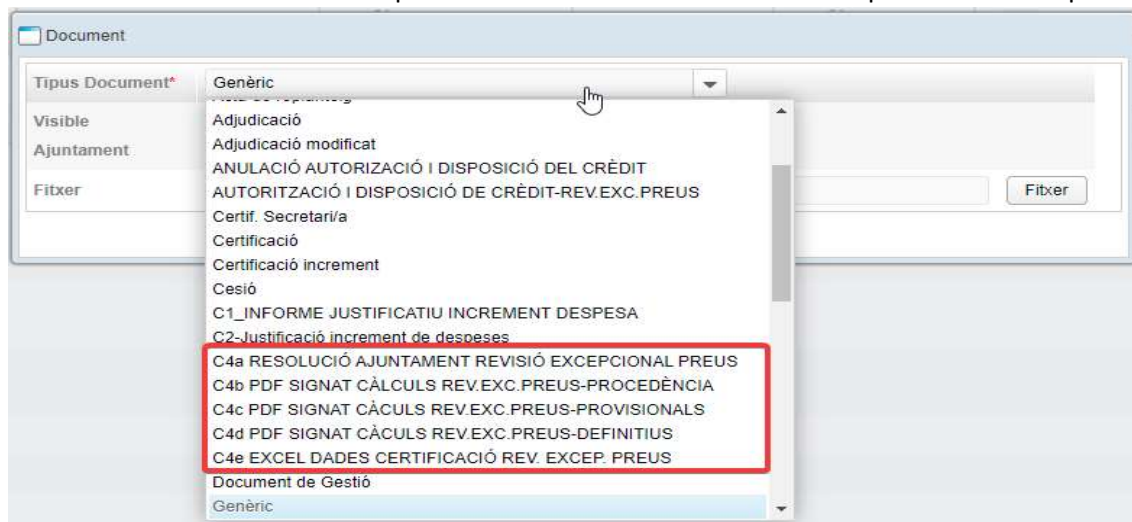 Document
Tipus Document* Genèric
Visible
Ajuntament
Fitxer Fitxer
Adjudicació
Adjudicació modificat
ANULACIÓ AUTORIZACIÓ I DISPOSICIÓ DEL CRÈDIT
AUTORITZACIÓ I DISPOSICIÓ DE CRÈDIT-REV.EXC.PREUS
Certif. Secretari/a
Certificació
Certificació increment
Cesió
C1_INFORME JUSTIFICATIU INCREMENT DESPESA
C2-Justificació increment de despeses
C4a RESOLUCIÓ AJUNTAMENT REVISIÓ EXCEPCIONAL PREUS
C4b PDF SIGNAT CÀLCULS REV.EXC.PREUS-PROCEDÈNCIA
C4c PDF SIGNAT CÀCULS REV.EXC.PREUS-PROVISIONALS
C4d PDF SIGNAT CÀCULS REV.EXC.PREUS-DEFINITIUS
C4e EXCEL DADES CERTIFICACIÓ REV. EXCEP. PREUS
Document de Gestió
Genèric